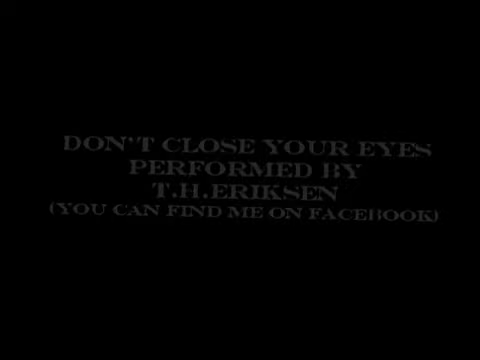 DON'T CLOSE YOUR EYES
PERFORMED BY
T.H.ERIKSEN
(YOU CAN FIND ME ON FACEBOOK)